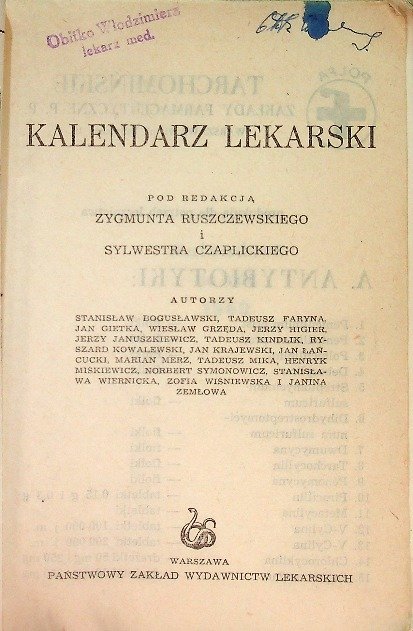 Obiłko Włodzimierz
lekarz med.
KALENDARZ LEKARSKI
POD REDAKCJĄ
ZYGMUNTA RUSZCZEWSKIEGO
i
SYLWESTRA CZAPLICKIEGO
AUTORZY
STANISŁAW BOGUSŁAWSKI, TADEUSZ FARYNA,
JAN GIETKA, WIESŁAW GRZĘDA, JERZY HIGIER,
JERZY JANUSZKIEWICZ, TADEUSZ KINDLIK, RY-
SZARD KOWALEWSKI, JAN KRAJEWSKI, JAN ŁAŃ-
CUCKI, MARIAN MERZ, TADEUSZ MIKA, HENRYK
MIŚKIEWICZ, NORBERT SYMONOWICZ, STANISŁA-
WA WIERNICKA, ZOFIA WIŚNIEWSKA I JANINA
ZEMŁOWA
WARSZAWA
PAŃSTWOWY ZAKŁAD WYDAWNICTW LEKARSKICH